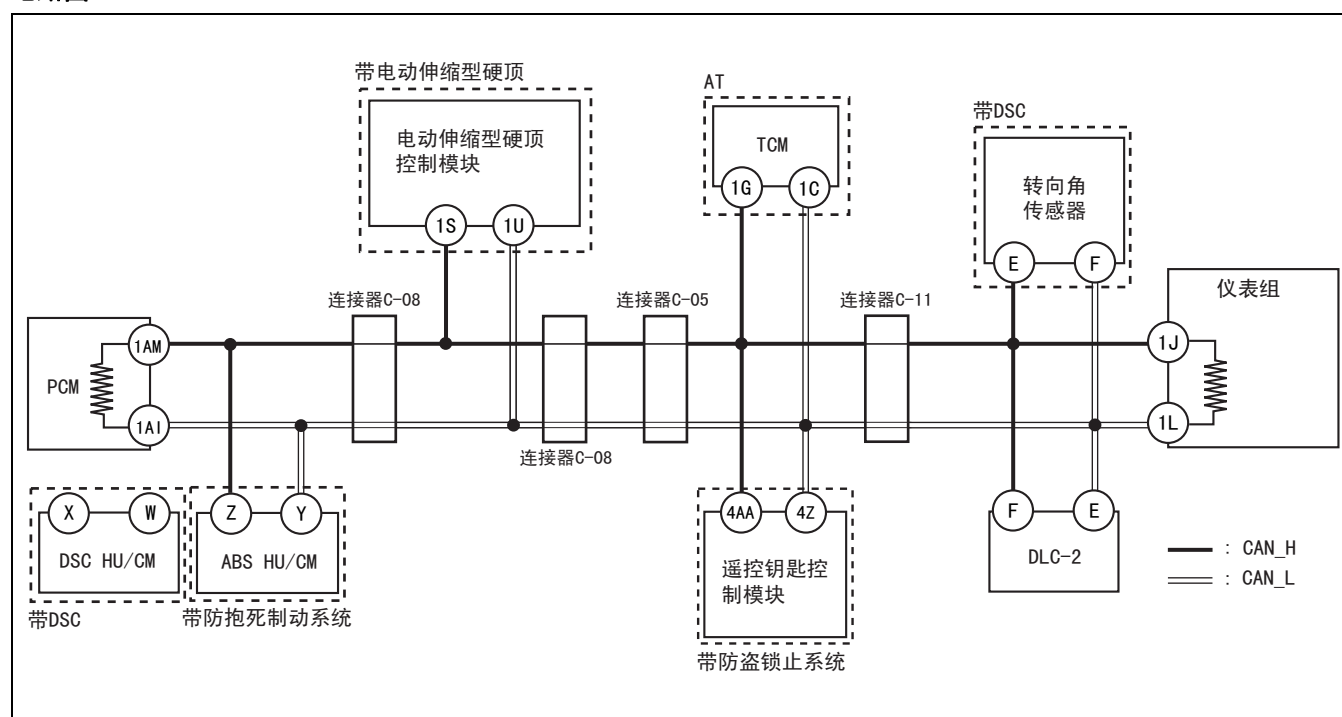 带电动伸缩型硬顶
电动伸缩型硬顶
控制模块
1S
1U
AT
TCM
1G
1C
带DSC
转向角
传感器
E
F
连接器C-08
连接器C-05
连接器C-11
仪表组
1J
1L
PCM
1AM
1AI
连接器C-08
X
W
DSC HU/CM
带DSC
Z
Y
ABS HU/CM
带防抱死制动系统
4AA
4Z
遥控钥匙控
制模块
带防盗锁止系统
F
E
DLC-2
: CAN_H
: CAN_L